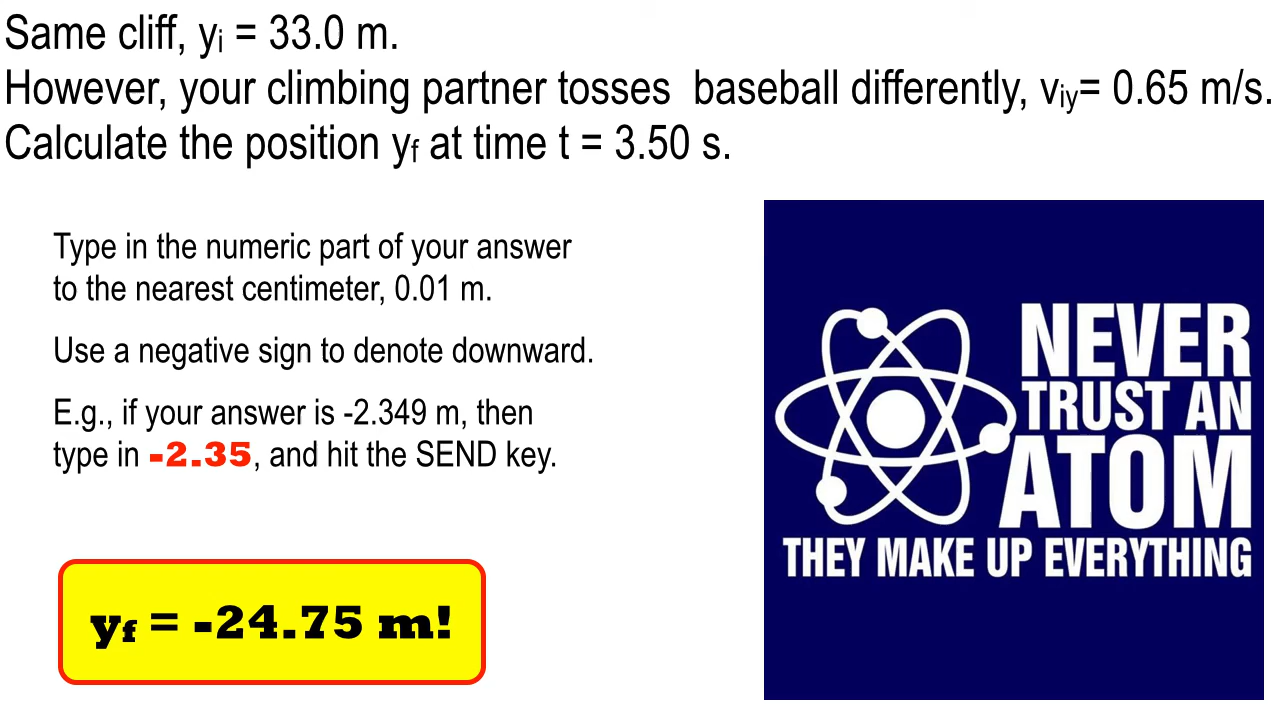 Same cliff, yi = 33.0 m.
However, your climbing partner tosses  baseball differently, viy= 0.65 m/s.
Calculate the position yf at time t = 3.50 s.
Type in the numeric part of your answer
to the nearest centimeter, 0.01 m.
Use a negative sign to denote downward.
E.g., if your answer is -2.349 m, then
type in -2.35, and hit the SEND key.
yf = -24.75 m!
NEVER
TRUST AN
ATOM
THEY MAKE UP EVERYTHING